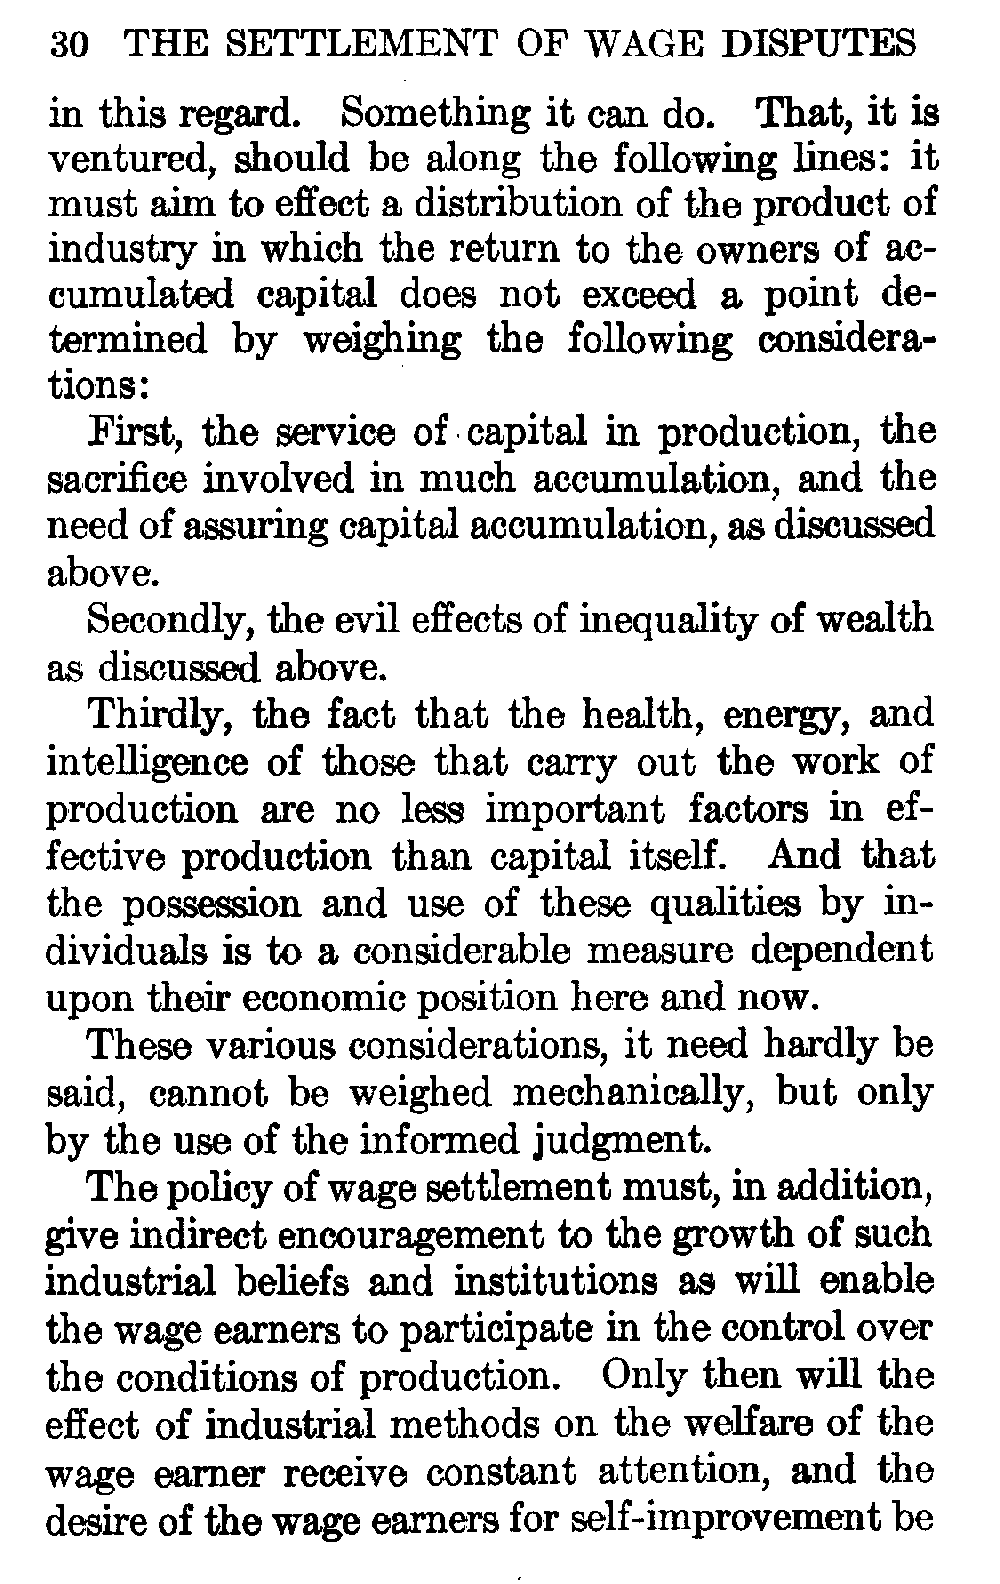 30 THE SETTLEMENT OF WAGE DISPUTES
in this regard. Something it can do. That, it is
ventured, should be along the following lines: it
must aim to effect a distribution of the product of
industry in which the return to the owners of ac-
cumulated capital does not exceed a point de-
termined by weighing the following considera-
tions:
First, the service of capital in production, the
sacrifice involved in much accumulation, and the
need of assuring capital accumulation, as discussed
above.
Secondly, the evil effects of inequality of wealth
as discussed above.
Thirdly, the fact that the health, energy, and
intelligence of those that carry out the work of
production are no less important factors in ef-
fective production than capital itself. And that
the possession and use of these qualities by in-
dividuals is to a considerable measure dependent
upon their economic position here and now.
These various considerations, it need hardly be
said, cannot be weighed mechanically, but only
by the use of the informed judgment.
The policy of wage settlement must, in addition,
give indirect encouragement to the growth of such
industrial beliefs and institutions as will enable
the wage earners to participate in the control over
the conditions of production. Only then will the
effect of industrial methods on the welfare of the
wage earner receive constant attention, and the
desire of the wage earners for self-improvement be